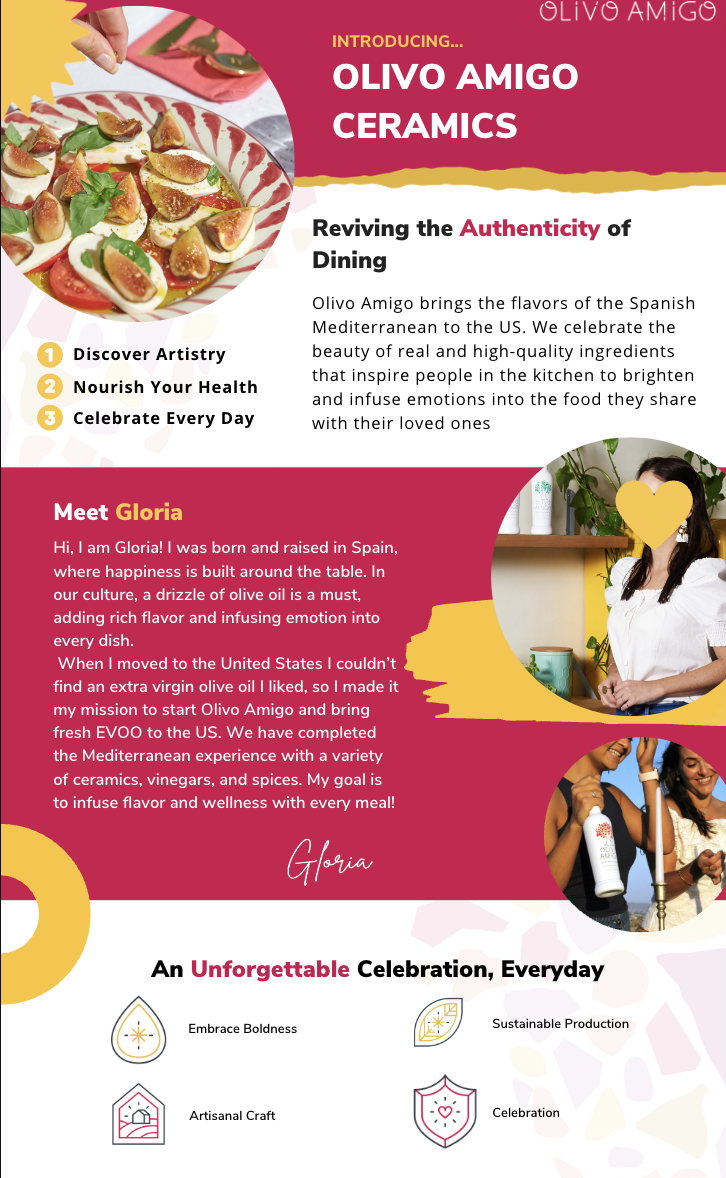 OLIVO AMIGO
INTRODUCING...
OLIVO AMIGO
CERAMICS
Reviving the Authenticity of
Dining
Olivo Amigo brings the flavors of the Spanish
Mediterranean to the US. We celebrate the
beauty of real and high-quality ingredients
that inspire people in the kitchen to brighten
and infuse emotions into the food they share
with their loved ones
1 Discover Artistry
2 Nourish Your Health
3 Celebrate Every Day
Meet Gloria
Hi, I am Gloria! I was born and raised in Spain,
where happiness is built around the table. In
our culture, a drizzle of olive oil is a must,
adding rich flavor and infusing emotion into
every dish.
When I moved to the United States I couldn't
find an extra virgin olive oil I liked, so I made it
my mission to start Olivo Amigo and bring
fresh EVOO to the US. We have completed
the Mediterranean experience with a variety
of ceramics, vinegars, and spices. My goal is
to infuse flavor and wellness with every meal!
Gloria
OLIVO
AMIGO
An Unforgettable Celebration, Everyday
Embrace Boldness
Sustainable Production
Artisanal Craft
Celebration